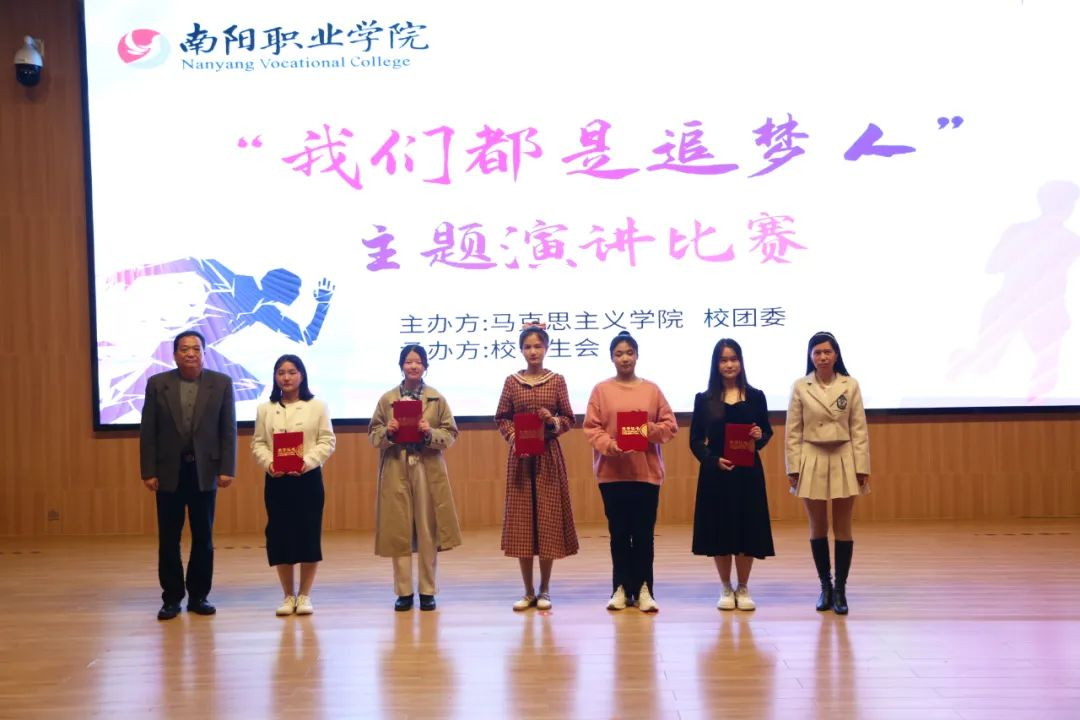 南阳职业学院
Nanyang Vocational College
“我们都是追梦人”
主题演讲比赛
主办方:马克思主义学院 校团委
承办方:校 生会